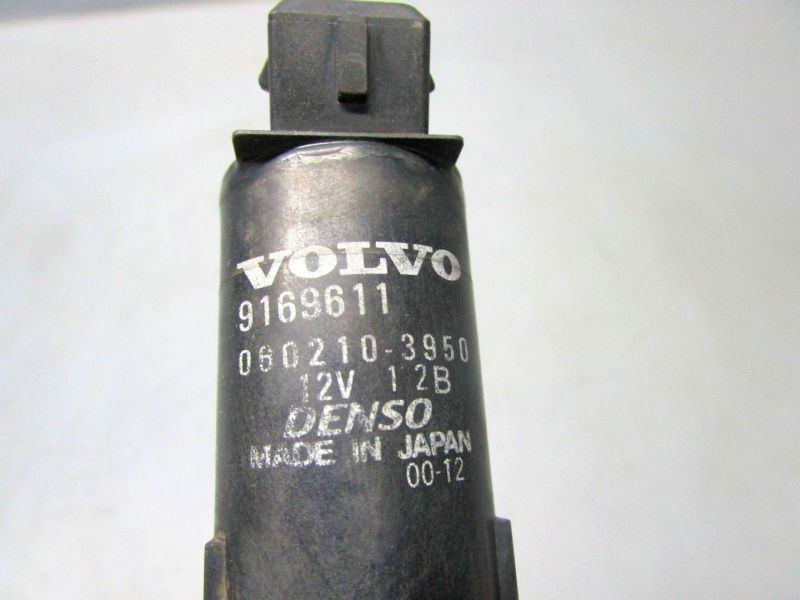 VOLVO
9169611
060210-3950
12V 12B
DENSO
MADE IN JAPAN
00-12